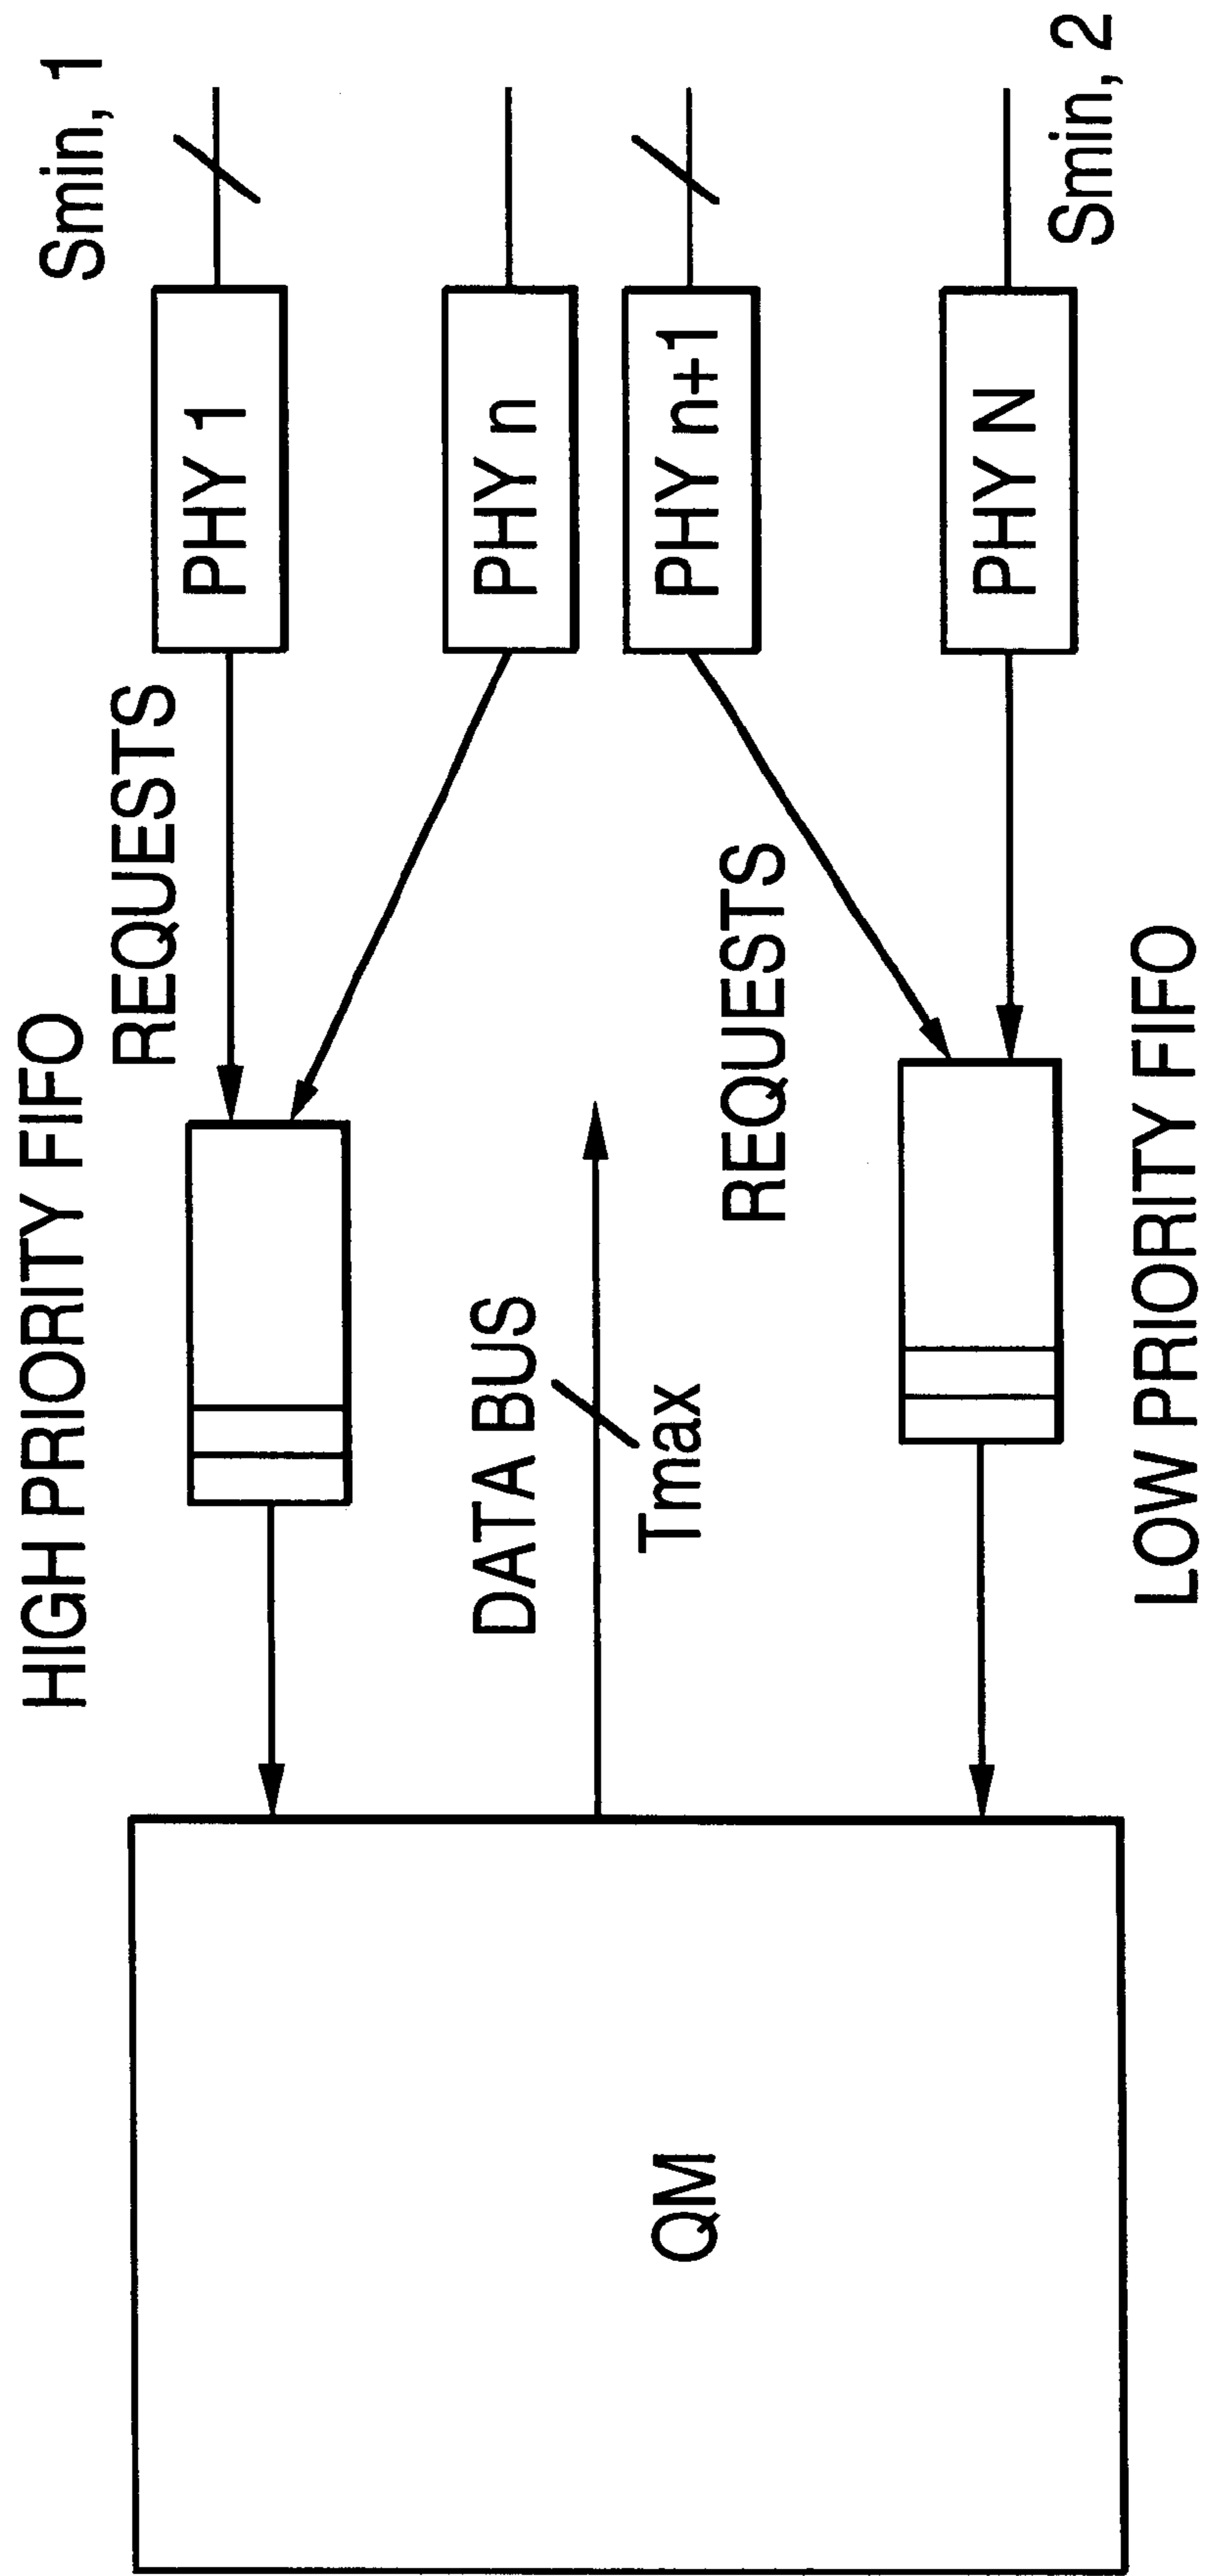 HIGH PRIORITY FIFO
REQUESTS
Smin, 1
PHY 1
PHY n
DATA BUS
Tmax
QM
PHY n+1
REQUESTS
PHY N
Smin, 2
LOW PRIORITY FIFO